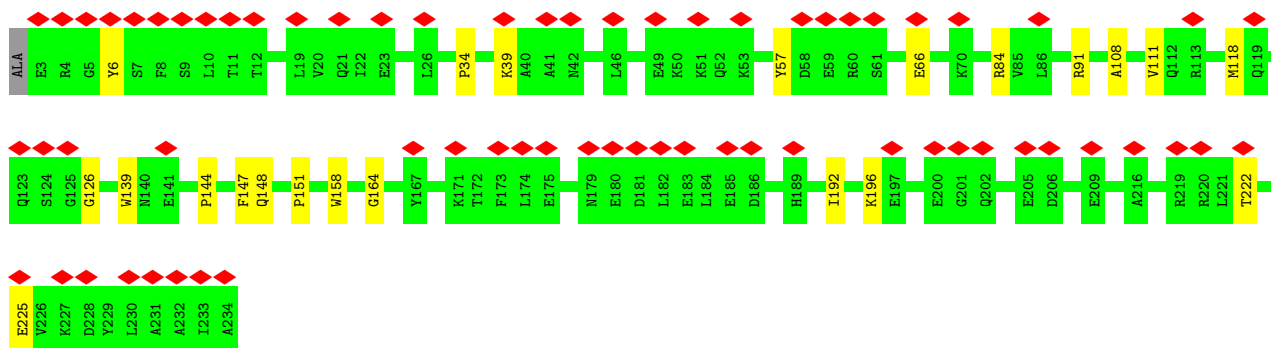 ALA E3 R4 G5 Y6 S7 F8 S9 L10 T11 T12 L19 V20 Q21 I22 E23 L26 P34 K39 A40 A41 N42 L46 E49 K50 K51 Q52 K53 Y57 D58 E59 R60 S61 E66 K70 R84 V85 L86 R91 A108 V111 Q112 R113 M118 Q119
Q123 S124 G125 G126 W139 N140 E141 P144 F147 Q148 P151 W158 G164 Y167 K171 T172 F173 L174 E175 N179 E180 D181 L182 E183 L184 E185 D186 H189 I192 K196 E197 E200 G201 Q202 E205 D206 E209 A216 R219 R220 L221 T222
E225 V226 K227 D228 Y229 L230 A231 A232 I233 A234